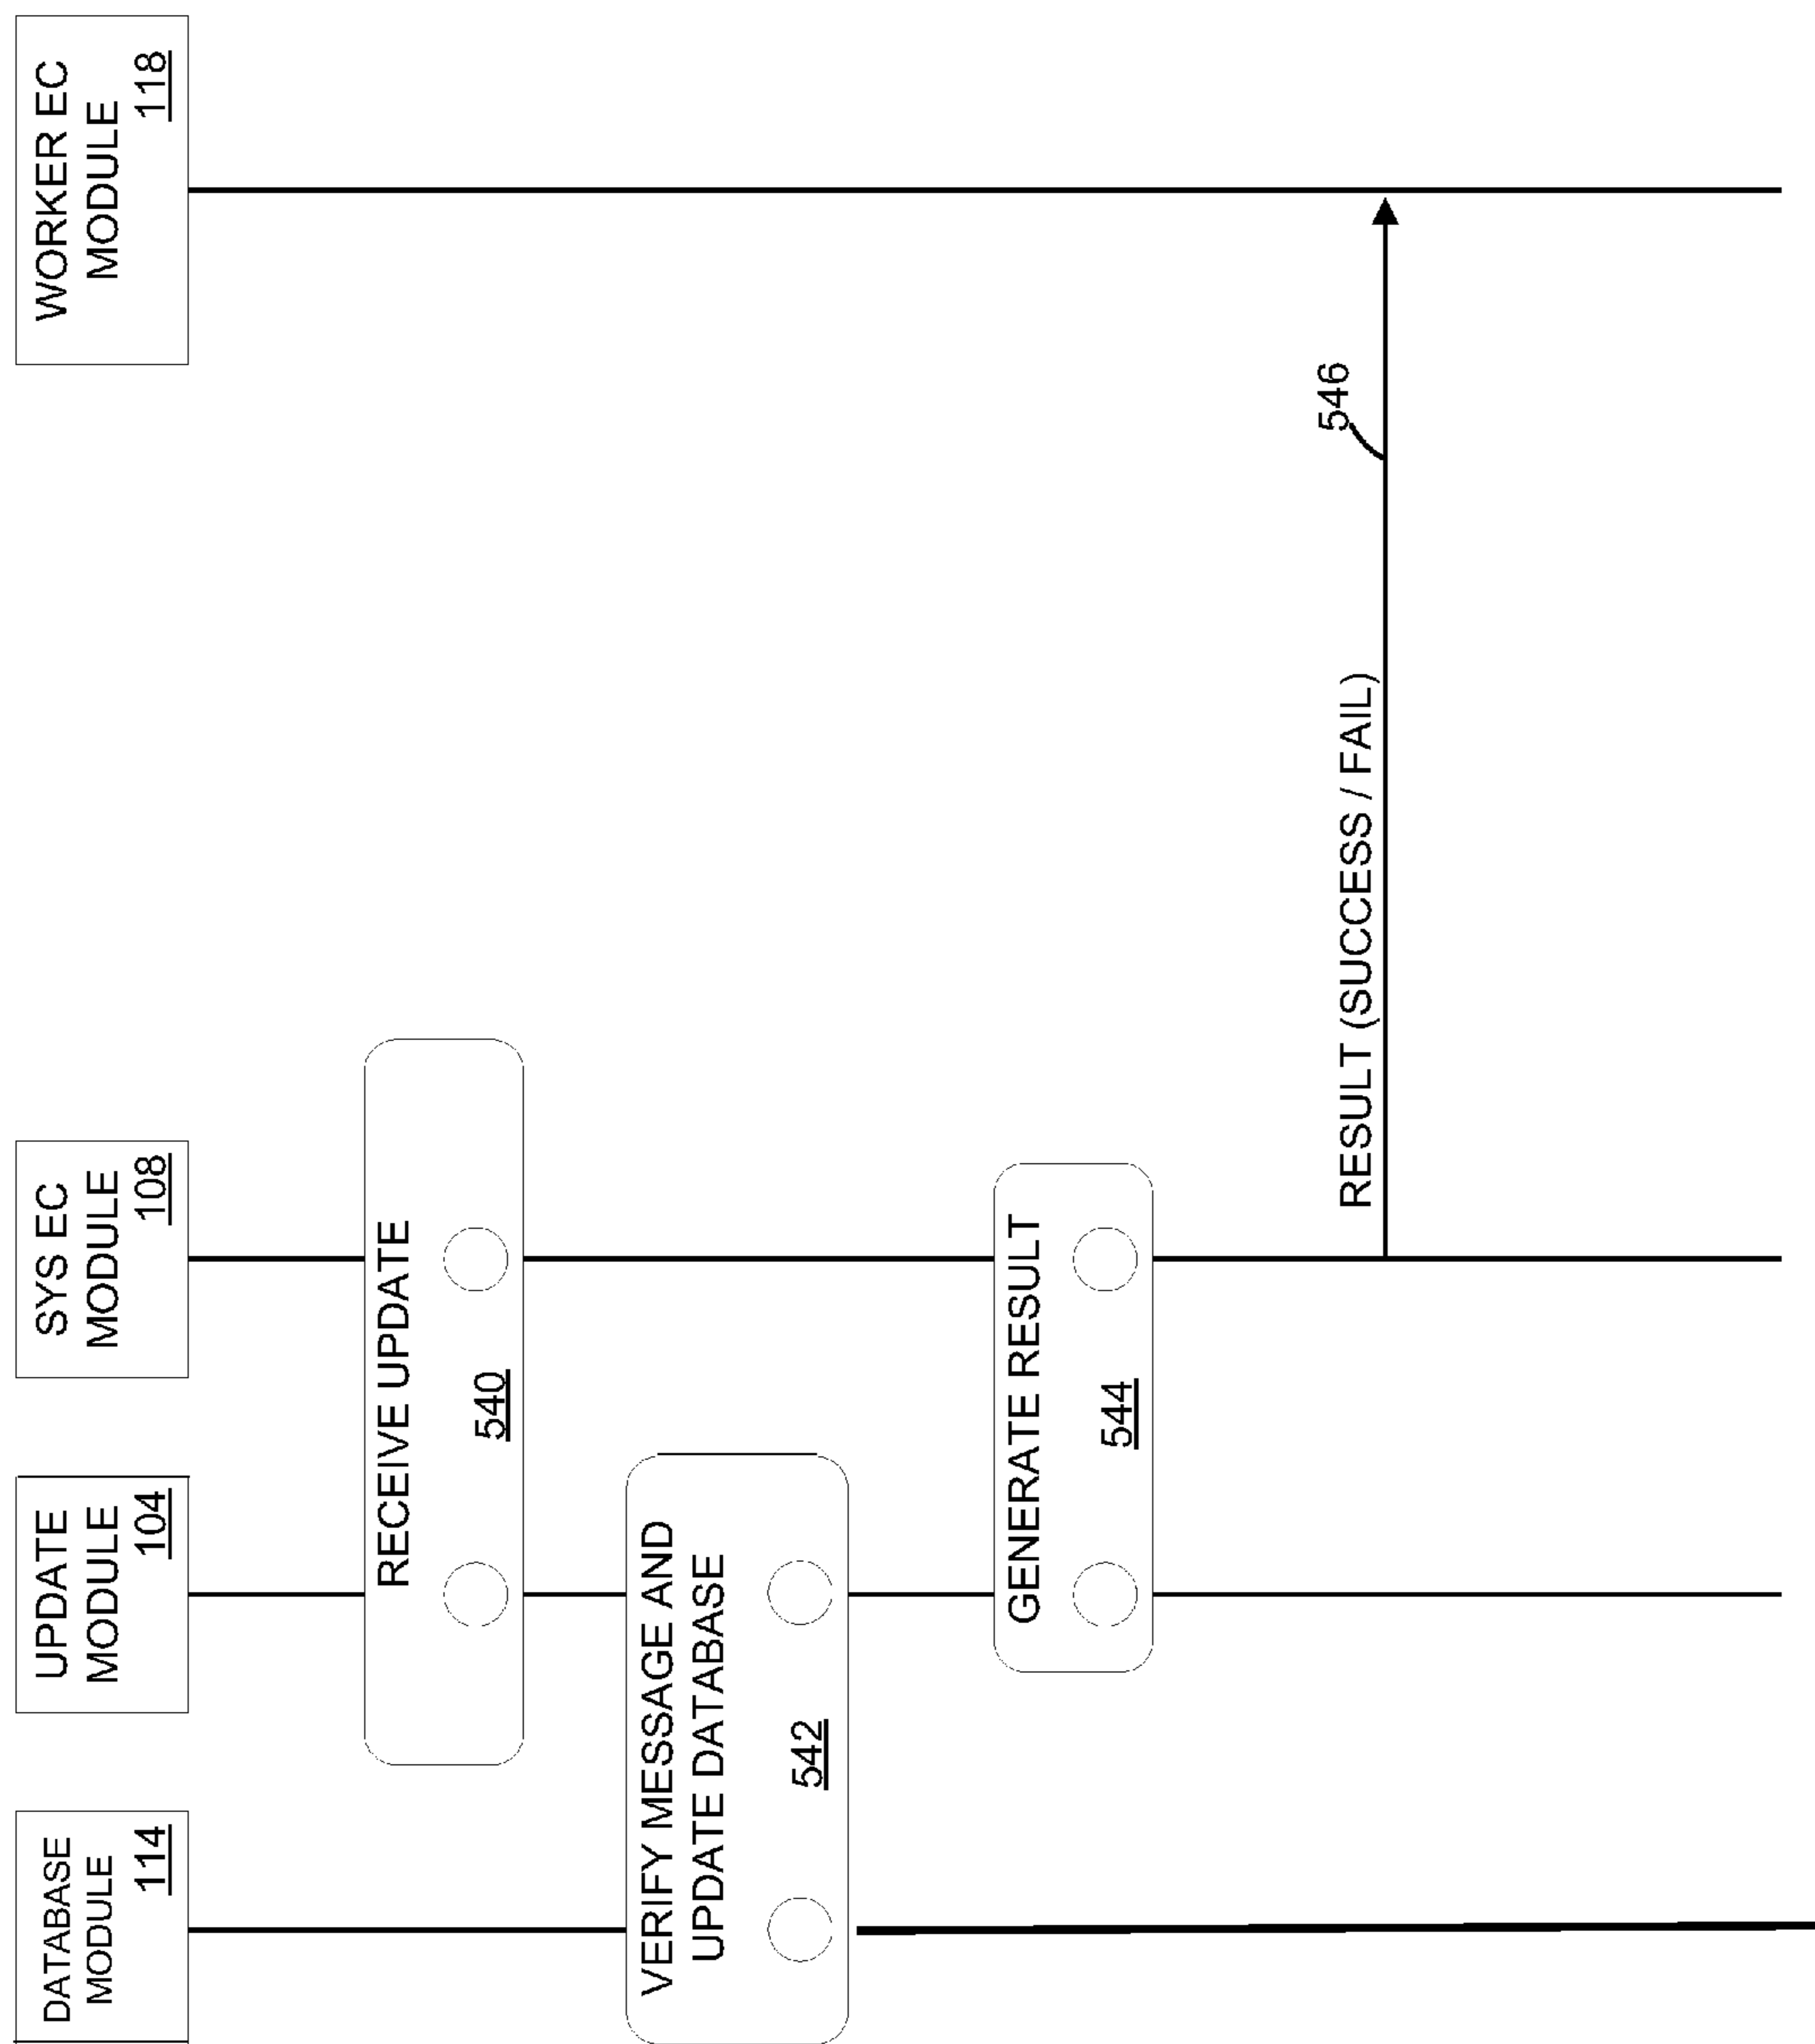 DATABASE
MODULE
114
UPDATE
MODULE
104
SYS EC
MODULE
108
WORKER EC
MODULE
118
RECEIVE UPDATE
540
VERIFY MESSAGE AND
UPDATE DATABASE
542
GENERATE RESULT
544
RESULT (SUCCESS / FAIL)
546